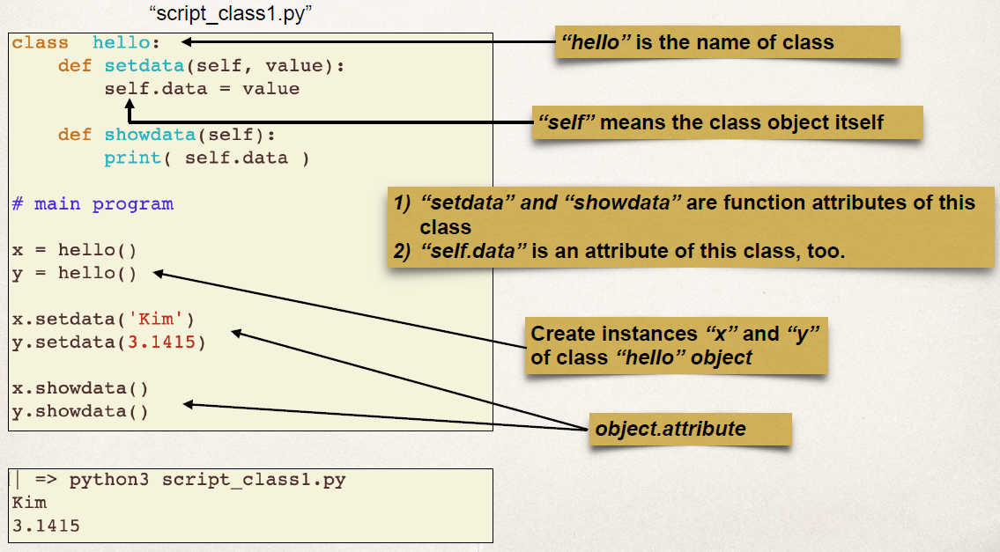 “script_class1.py”
class  hello:
    def setdata(self, value):
        self.data = value

    def showdata(self):
        print( self.data )

# main program

x = hello()
y = hello()

x.setdata('Kim')
y.setdata(3.1415)

x.showdata()
y.showdata()
“hello” is the name of class
“self” means the class object itself
1) “setdata” and “showdata” are function attributes of this
class
2) “self.data” is an attribute of this class, too.
Create instances “x” and “y”
of class “hello” object
object.attribute
| => python3 script_class1.py
Kim
3.1415